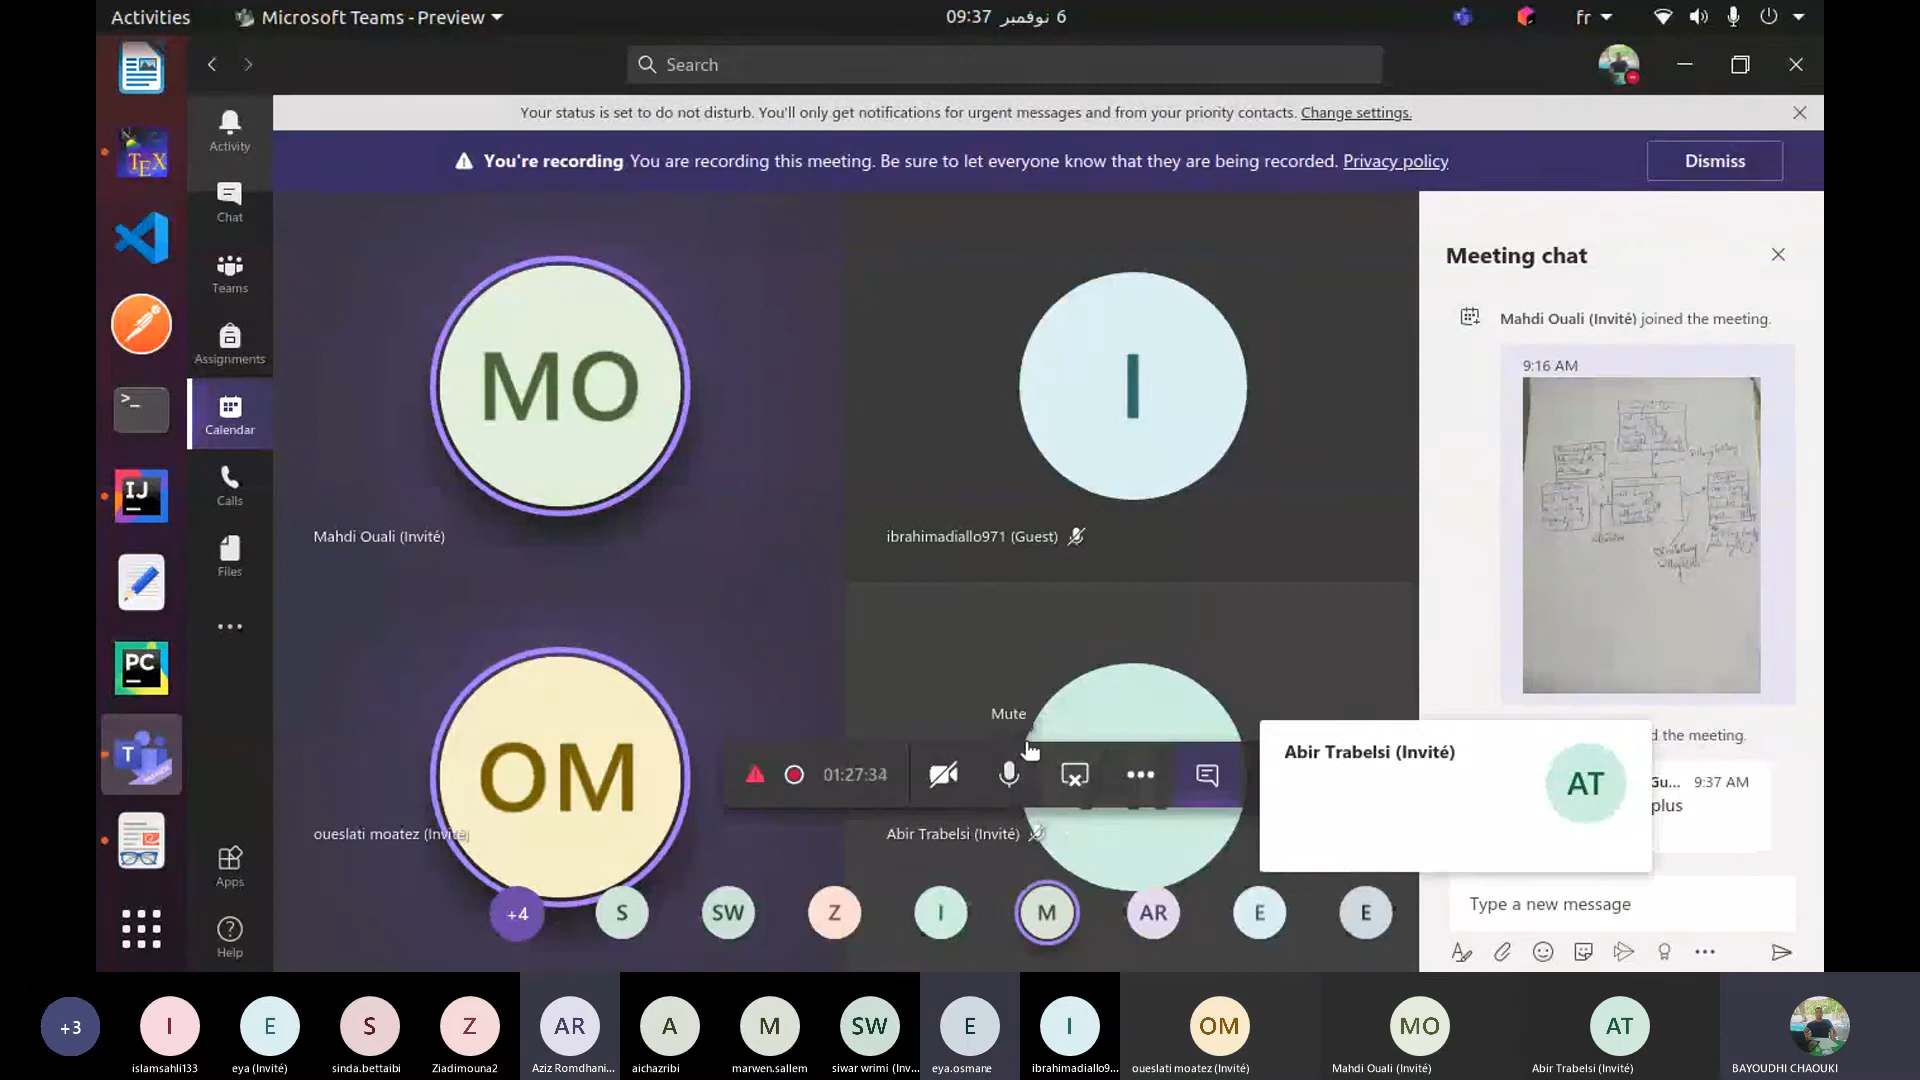 Activities
Microsoft Teams - Preview
6 نوفمبر 09:37
fr
Search
Your status is set to do not disturb. You'll only get notifications for urgent messages and from your priority contacts. Change settings.
You're recording You are recording this meeting. Be sure to let everyone know that they are being recorded. Privacy policy
Dismiss
Activity
Chat
Teams
Assignments
Calendar
Calls
Files
Apps
Help
TEX
>_
IJ
PC
T
MO
Mahdi Ouali (Invité)
I
ibrahimadiallo971 (Guest)
OM
oueslati moatez (Invité)
Abir Trabelsi (Invité)
Mute
01:27:34
+4
S
SW
Z
I
M
AR
E
E
Meeting chat
Mahdi Ouali (Invité) joined the meeting.
9:16 AM
d the meeting.
Gu... 9:37 AM
plus
Abir Trabelsi (Invité)
AT
Type a new message
+3
I
islamsahli133
E
eya (Invité)
S
sinda.bettaibi
Z
Ziadimouna2
AR
Aziz Romdhani...
A
aichazribi
M
marwen.sallem
SW
siwar wrimi (Inv...
E
eya.osmane
I
ibrahimadiallo9...
OM
oueslati moatez (Invité)
MO
Mahdi Ouali (Invité)
AT
Abir Trabelsi (Invité)
BAYOUDHI CHAOUKI